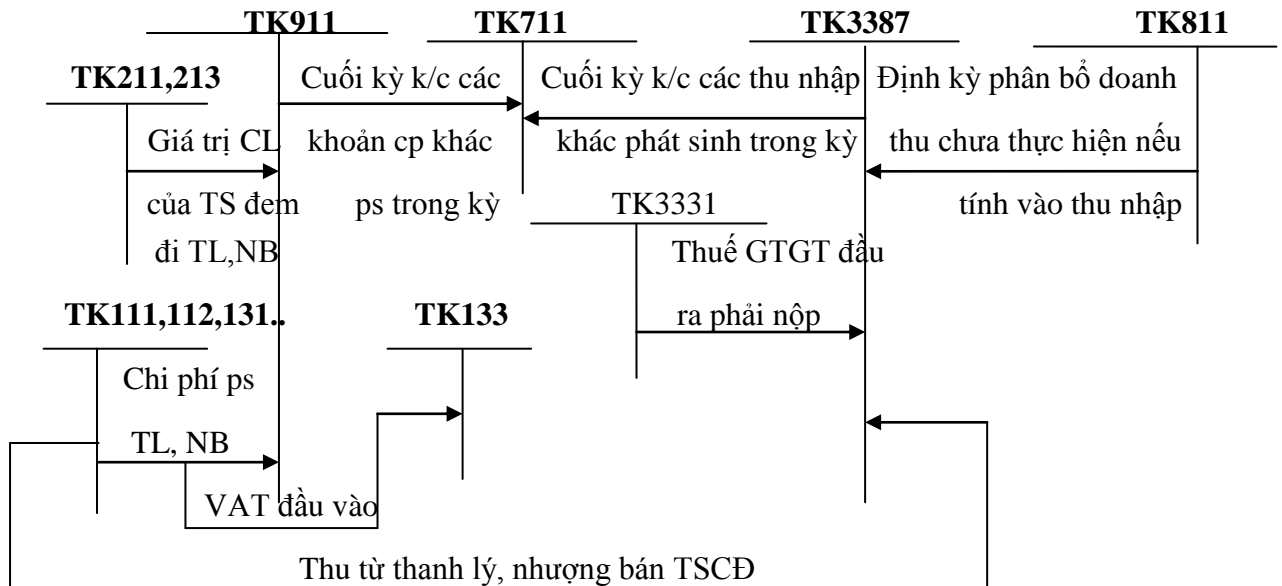 TK911 TK711 TK3387 TK811
TK211,213 Cuối kỳ k/c các Cuối kỳ k/c các thu nhập Định kỳ phân bổ doanh
Giá trị CL khoản cp khác khác phát sinh trong kỳ thu chưa thực hiện nếu
của TS đem ps trong kỳ TK3331 tính vào thu nhập
đi TL,NB Thuế GTGT đầu
TK111,112,131.. TK133 ra phải nộp
Chi phí ps
TL, NB
VAT đầu vào
Thu từ thanh lý, nhượng bán TSCĐ